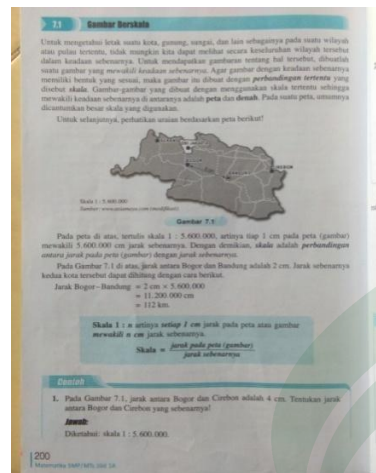 7.1 Gambar Berskala
Untuk mengetahui letak suatu kota, gunung, sungai, dan lain sebagainya pada suatu wilayah
atau pulau tertentu, tidak mungkin kita dapat melihat secara keseluruhan wilayah tersebut
dalam keadaan sebenarnya. Untuk mendapatkan gambaran tentang hal tersebut, dibuatlah
suatu gambar yang mewakili keadaan sebenarnya. Agar gambar dengan keadaan sebenarnya
memiliki bentuk yang sesuai, maka gambar itu dibuat dengan perbandingan tertentu yang
disebut skala. Gambar-gambar yang dibuat dengan menggunakan skala tertentu sehingga
mewakili keadaan sebenarnya di antaranya adalah peta dan denah. Pada suatu peta, umumnya
dicantumkan besar skala yang digunakan.
Untuk selanjutnya, perhatikan uraian berdasarkan peta berikut!
CIREBON
Skala 1 : 5.600.000
Gambar 7.1
Pada peta di atas, tertulis skala 1 : 5.600.000, artinya tiap 1 cm pada peta (gambar)
mewakili 5.600.000 cm jarak sebenarnya. Dengan demikian, skala adalah perbandingan
antara jarak pada peta (gambar) dengan jarak sebenarnya.
Pada Gambar 7.1 di atas, jarak antara Bogor dan Bandung adalah 2 cm. Jarak sebenarnya
kedua kota tersebut dapat dihitung dengan cara berikut.
Jarak Bogor–Bandung = 2 cm × 5.600.000
= 11.200.000 cm
= 112 km.
Skala 1 : n artinya setiap 1 cm jarak pada peta atau gambar
mewakili n cm jarak sebenarnya.
Skala = jarak pada peta (gambar)
jarak sebenarnya
Contoh
1. Pada Gambar 7.1, jarak antara Bogor dan Cirebon adalah 4 cm. Tentukan jarak
antara Bogor dan Cirebon yang sebenarnya!
Jawab:
Diketahui: skala 1 : 5.600.000.
200
Matematika SMP/MTs Jilid 1A